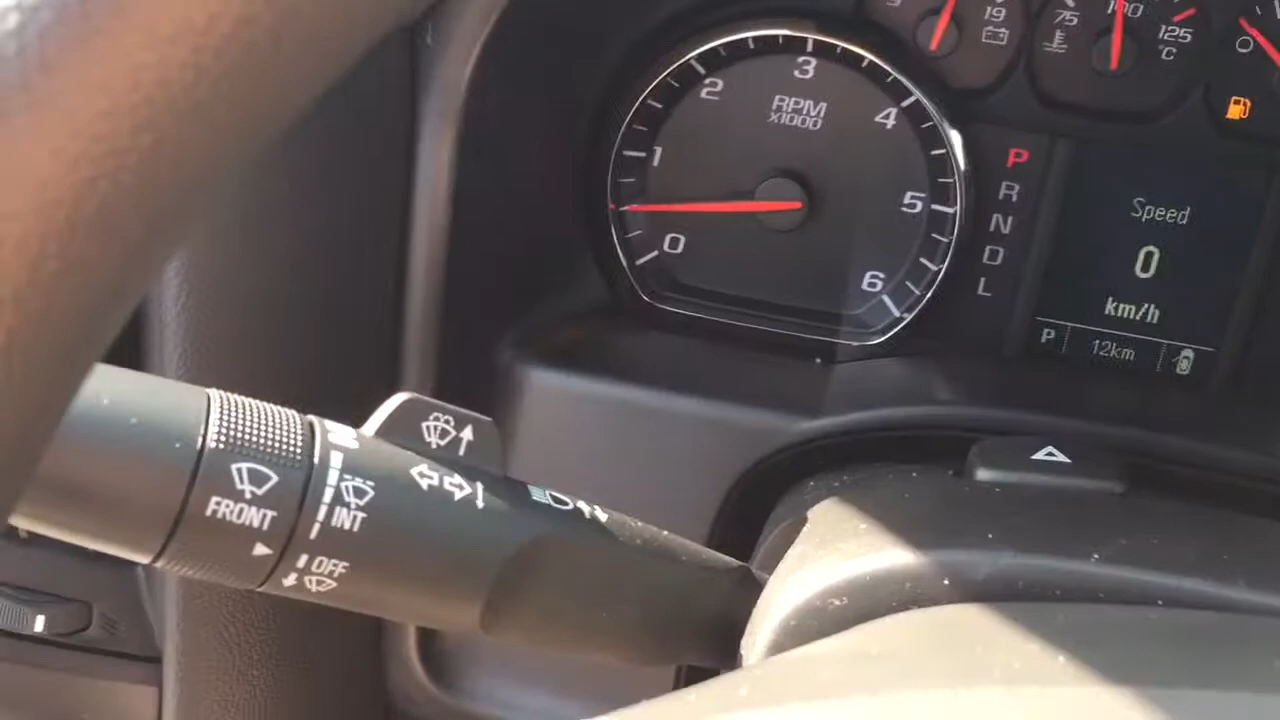 19
75
100
125
°C
3
2
4
RPM
x1000
1
5
0
6
P
R
N
D
L
Speed
0
km/h
P
12km
FRONT
INT
OFF